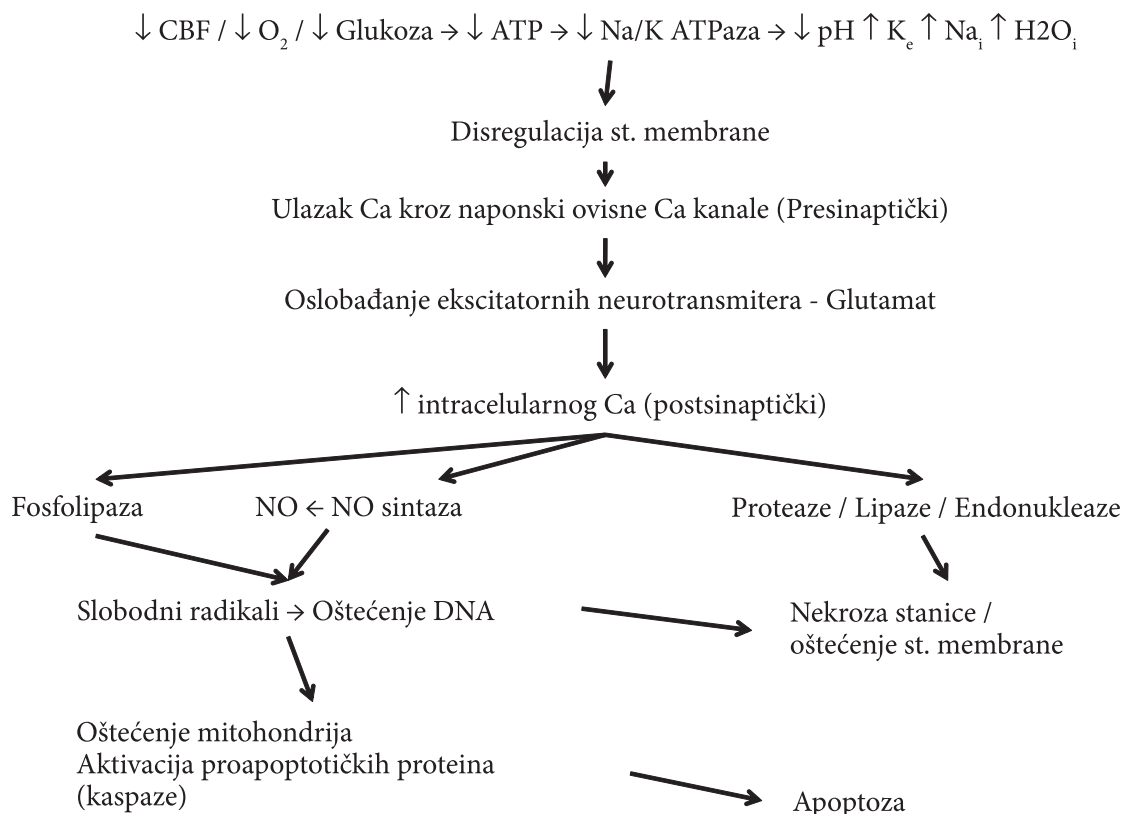 ↓ CBF / ↓ O₂ / ↓ Glukoza → ↓ ATP → ↓ Na/K ATPaza → ↓ pH ↑ Kₑ ↑ Naᵢ ↑ H2Oᵢ
Disregulacija st. membrane
Ulazak Ca kroz naponski ovisne Ca kanale (Presinaptički)
Oslobađanje ekscitatornih neurotransmitera - Glutamat
↑ intracelularnog Ca (postsinaptički)
Fosfolipaza
NO ← NO sintaza
Proteaze / Lipaze / Endonukleaze
Slobodni radikali → Oštećenje DNA
Nekroza stanice /
oštećenje st. membrane
Oštećenje mitohondrija
Aktivacija proapoptotičkih proteina
(kaspaze)
Apoptoza